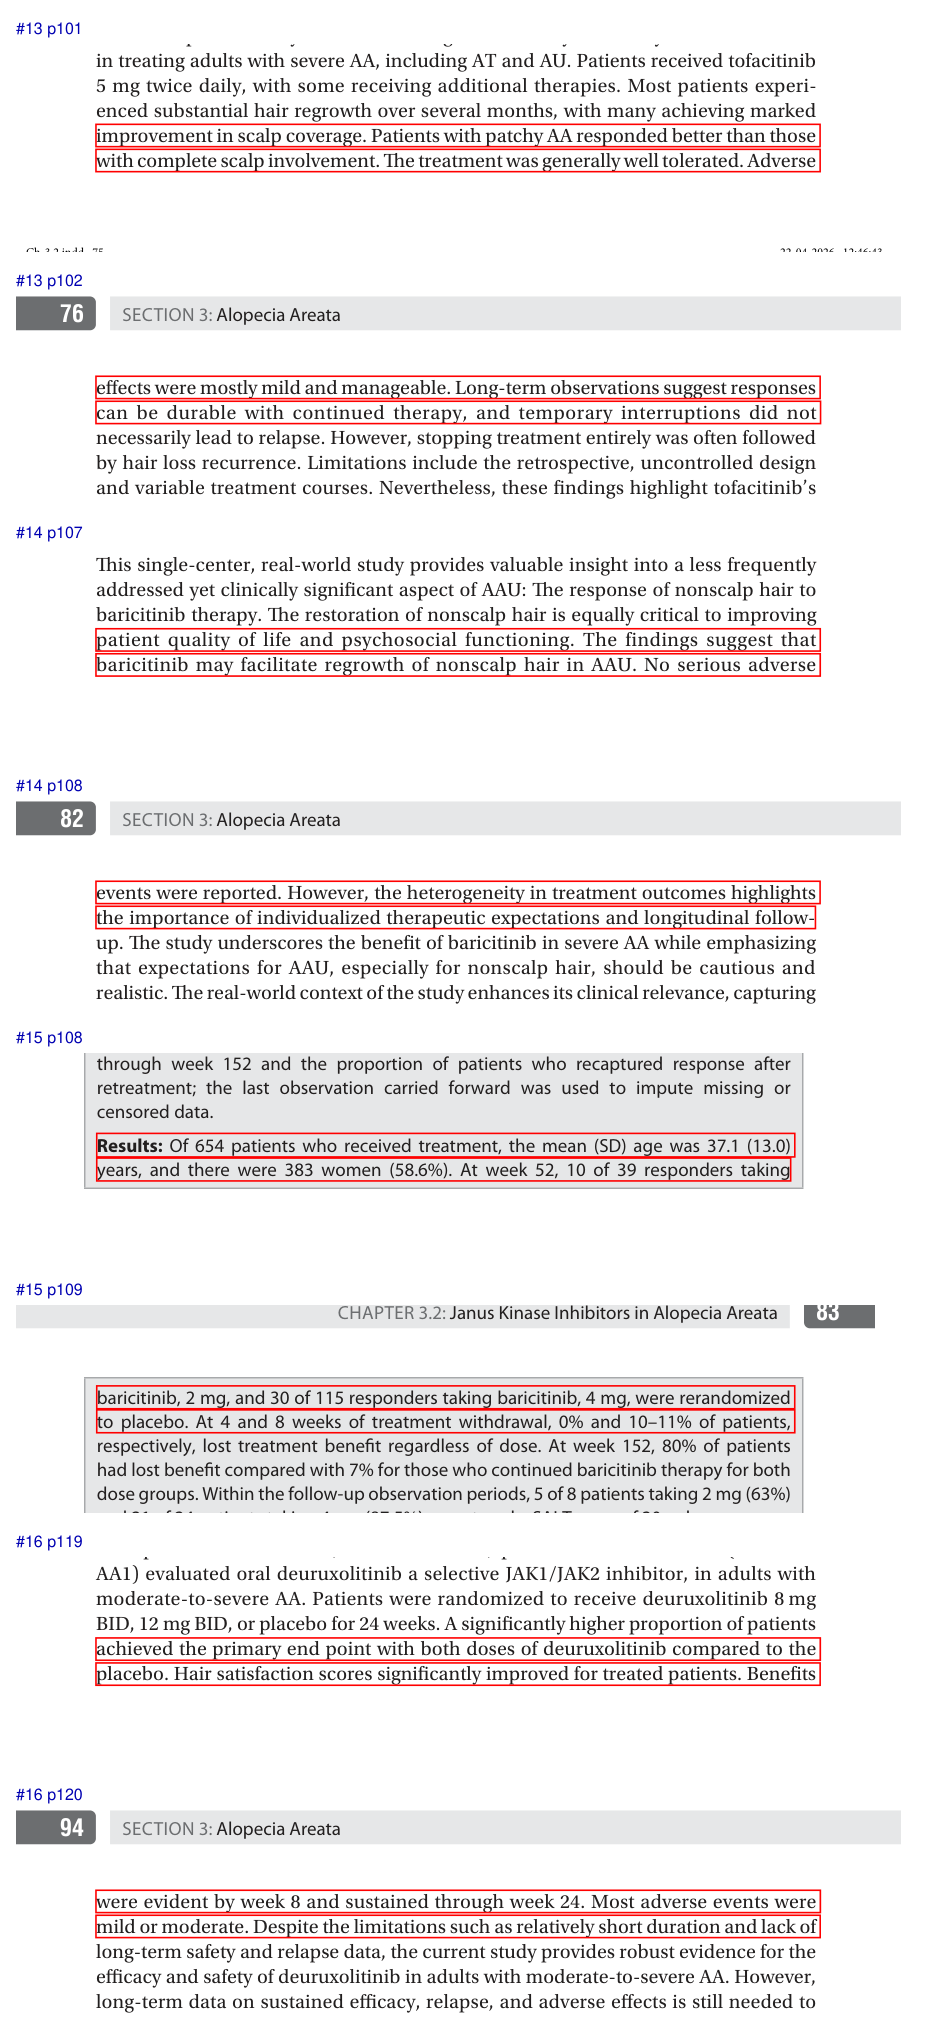 #13 p101
in treating adults with severe AA, including AT and AU. Patients received tofacitinib
5 mg twice daily, with some receiving additional therapies. Most patients experi-
enced substantial hair regrowth over several months, with many achieving marked
improvement in scalp coverage. Patients with patchy AA responded better than those
with complete scalp involvement. The treatment was generally well tolerated. Adverse
#13 p102
76 SECTION 3: Alopecia Areata
effects were mostly mild and manageable. Long-term observations suggest responses
can be durable with continued therapy, and temporary interruptions did not
necessarily lead to relapse. However, stopping treatment entirely was often followed
by hair loss recurrence. Limitations include the retrospective, uncontrolled design
and variable treatment courses. Nevertheless, these findings highlight tofacitinib's
#14 p107
This single-center, real-world study provides valuable insight into a less frequently
addressed yet clinically significant aspect of AAU: The response of nonscalp hair to
baricitinib therapy. The restoration of nonscalp hair is equally critical to improving
patient quality of life and psychosocial functioning. The findings suggest that
baricitinib may facilitate regrowth of nonscalp hair in AAU. No serious adverse
#14 p108
82 SECTION 3: Alopecia Areata
events were reported. However, the heterogeneity in treatment outcomes highlights
the importance of individualized therapeutic expectations and longitudinal follow-
up. The study underscores the benefit of baricitinib in severe AA while emphasizing
that expectations for AAU, especially for nonscalp hair, should be cautious and
realistic. The real-world context of the study enhances its clinical relevance, capturing
#15 p108
through week 152 and the proportion of patients who recaptured response after
retreatment; the last observation carried forward was used to impute missing or
censored data.
Results: Of 654 patients who received treatment, the mean (SD) age was 37.1 (13.0)
years, and there were 383 women (58.6%). At week 52, 10 of 39 responders taking
#15 p109
CHAPTER 3.2: Janus Kinase Inhibitors in Alopecia Areata 83
baricitinib, 2 mg, and 30 of 115 responders taking baricitinib, 4 mg, were rerandomized
to placebo. At 4 and 8 weeks of treatment withdrawal, 0% and 10–11% of patients,
respectively, lost treatment benefit regardless of dose. At week 152, 80% of patients
had lost benefit compared with 7% for those who continued baricitinib therapy for both
dose groups. Within the follow-up observation periods, 5 of 8 patients taking 2 mg (63%)
#16 p119
AA1) evaluated oral deuruxolitinib a selective JAK1/JAK2 inhibitor, in adults with
moderate-to-severe AA. Patients were randomized to receive deuruxolitinib 8 mg
BID, 12 mg BID, or placebo for 24 weeks. A significantly higher proportion of patients
achieved the primary end point with both doses of deuruxolitinib compared to the
placebo. Hair satisfaction scores significantly improved for treated patients. Benefits
#16 p120
94 SECTION 3: Alopecia Areata
were evident by week 8 and sustained through week 24. Most adverse events were
mild or moderate. Despite the limitations such as relatively short duration and lack of
long-term safety and relapse data, the current study provides robust evidence for the
efficacy and safety of deuruxolitinib in adults with moderate-to-severe AA. However,
long-term data on sustained efficacy, relapse, and adverse effects is still needed to